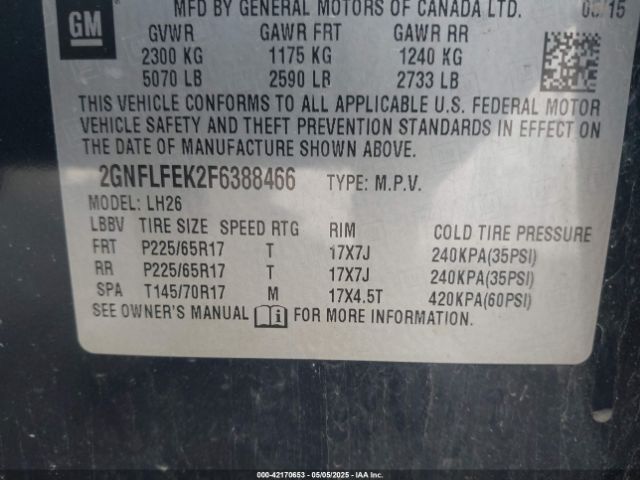 MFD BY GENERAL MOTORS OF CANADA LTD.
GM
GVWR GAWR FRT GAWR RR
2300 KG 1175 KG 1240 KG
5070 LB 2590 LB 2733 LB
THIS VEHICLE CONFORMS TO ALL APPLICABLE U.S. FEDERAL MOTOR
VEHICLE SAFETY AND THEFT PREVENTION STANDARDS IN EFFECT ON
THE DATE OF MANUFACTURE SHOWN ABOVE.
2GNFLFEK2F6388466 TYPE: M.P.V.
MODEL: LH26
LBBV TIRE SIZE SPEED RTG RIM COLD TIRE PRESSURE
FRT P225/65R17 T 17X7J 240KPA(35PSI)
RR P225/65R17 T 17X7J 240KPA(35PSI)
SPA T145/70R17 M 17X4.5T 420KPA(60PSI)
SEE OWNER'S MANUAL FOR MORE INFORMATION.
000-42170653 - 05/05/2025 - IAAI.COM